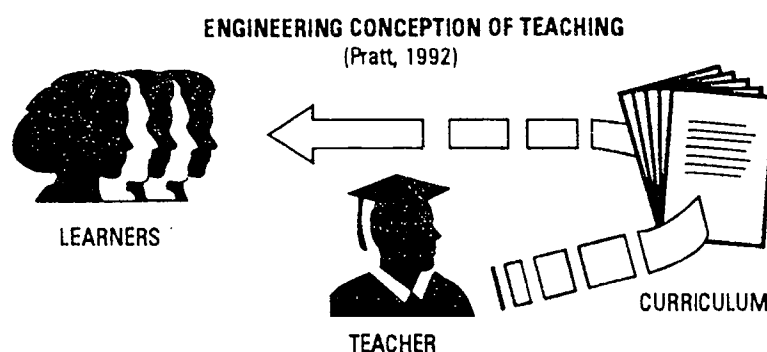 ENGINEERING CONCEPTION OF TEACHING
(Pratt, 1992)
LEARNERS
TEACHER
CURRICULUM